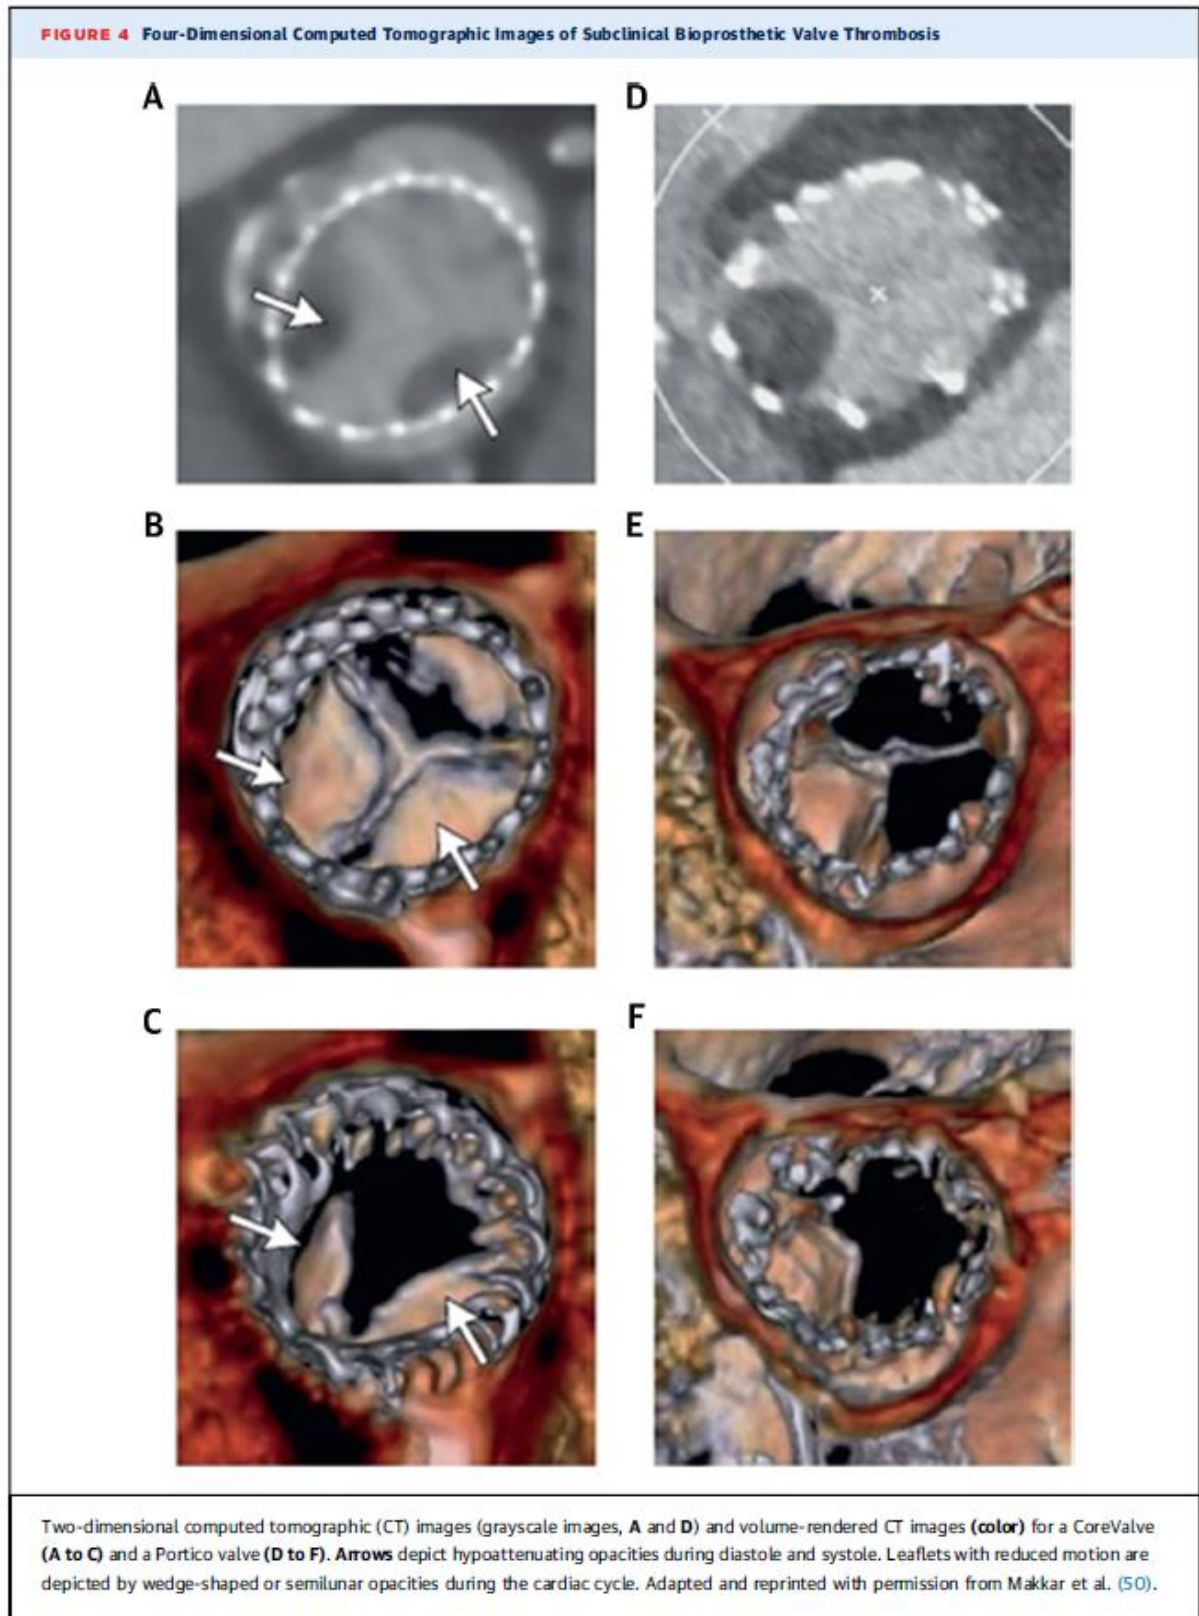 FIGURE 4 Four-Dimensional Computed Tomographic Images of Subclinical Bioprosthetic Valve Thrombosis
A
D
B
E
C
F
Two-dimensional computed tomographic (CT) images (grayscale images, A and D) and volume-rendered CT images (color) for a CoreValve
(A to C) and a Portico valve (D to F). Arrows depict hypoattenuating opacities during diastole and systole. Leaflets with reduced motion are
depicted by wedge-shaped or semilunar opacities during the cardiac cycle. Adapted and reprinted with permission from Makkar et al. (50).